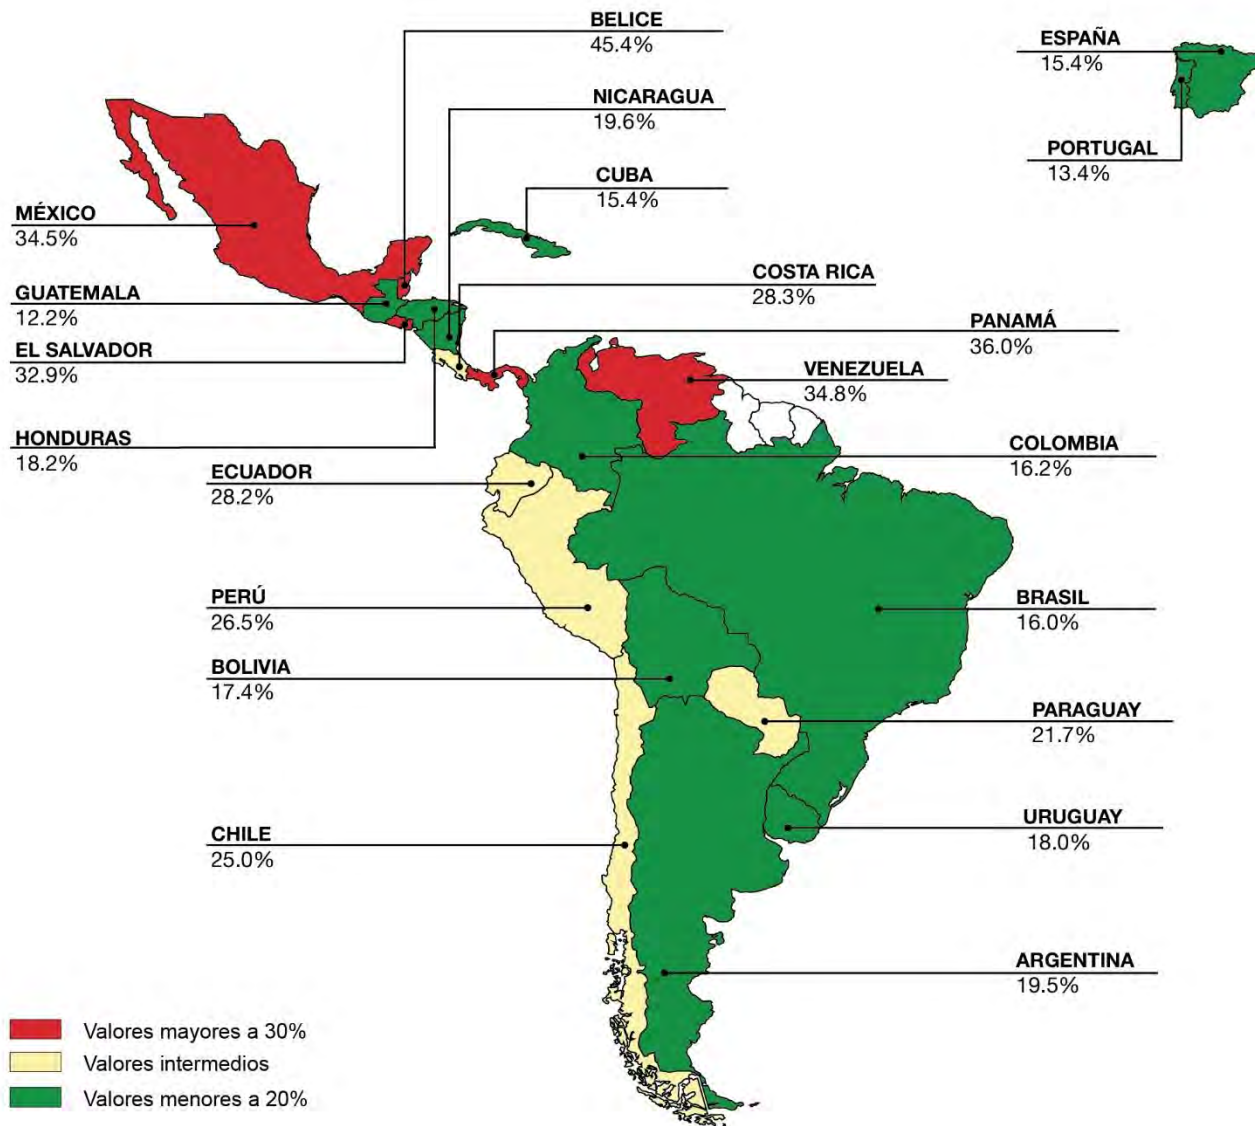 BELICE
45.4%
ESPAÑA
15.4%
NICARAGUA
19.6%
PORTUGAL
13.4%
CUBA
15.4%
MÉXICO
34.5%
COSTA RICA
28.3%
GUATEMALA
12.2%
PANAMÁ
36.0%
EL SALVADOR
32.9%
VENEZUELA
34.8%
HONDURAS
18.2%
COLOMBIA
16.2%
ECUADOR
28.2%
PERÚ
26.5%
BRASIL
16.0%
BOLIVIA
17.4%
PARAGUAY
21.7%
URUGUAY
18.0%
CHILE
25.0%
ARGENTINA
19.5%
Valores mayores a 30%
Valores intermedios
Valores menores a 20%